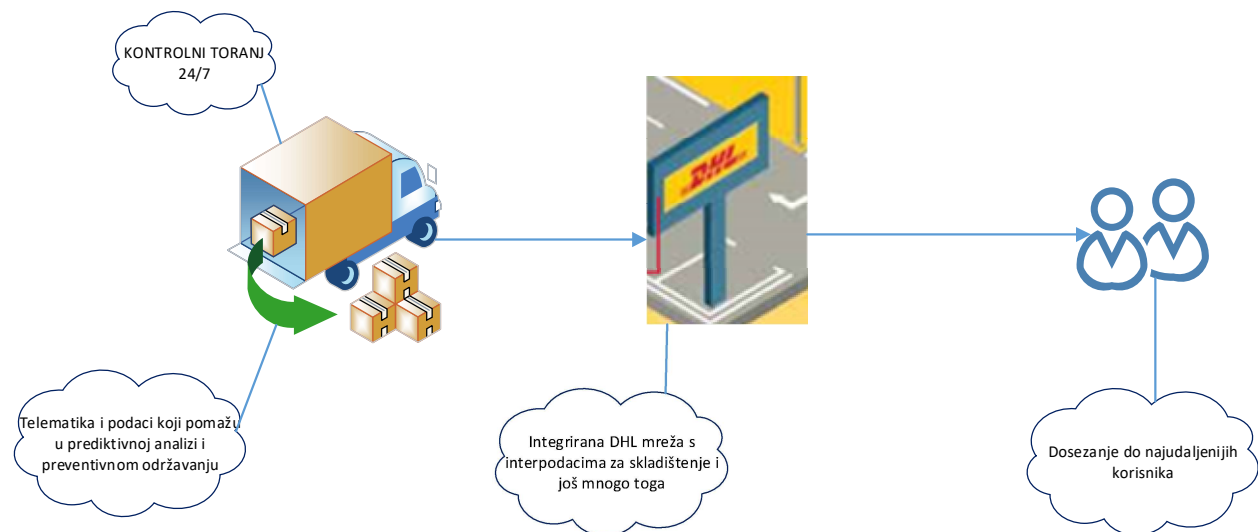 KONTROLNI TORANJ
24/7
DHL
Telematika i podaci koji pomažu
u prediktivnoj analizi i
preventivnom održavanju
Integrirana DHL mreža s
interpodacima za skladištenje i
još mnogo toga
Dosezanje do najudaljenijih
korisnika